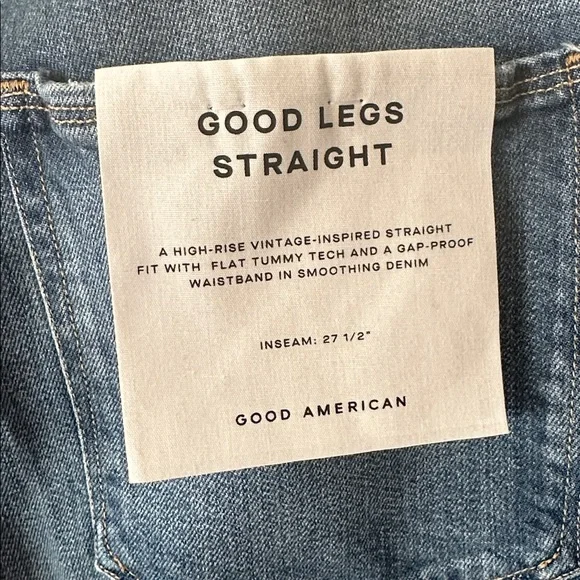 GOOD LEGS
STRAIGHT
A HIGH-RISE VINTAGE-INSPIRED STRAIGHT
FIT WITH FLAT TUMMY TECH AND A GAP-PROOF
WAISTBAND IN SMOOTHING DENIM
INSEAM: 27 1/2"
GOOD AMERICAN